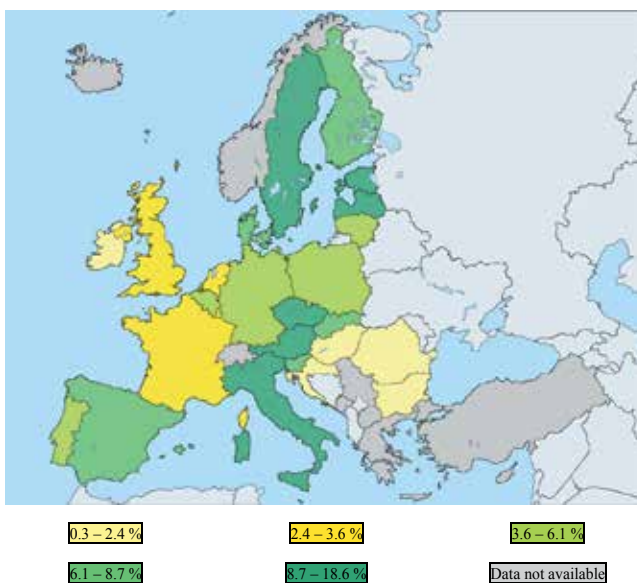 0.3 – 2.4 % 2.4 – 3.6 % 3.6 – 6.1 %
6.1 – 8.7 % 8.7 – 18.6 % Data not available